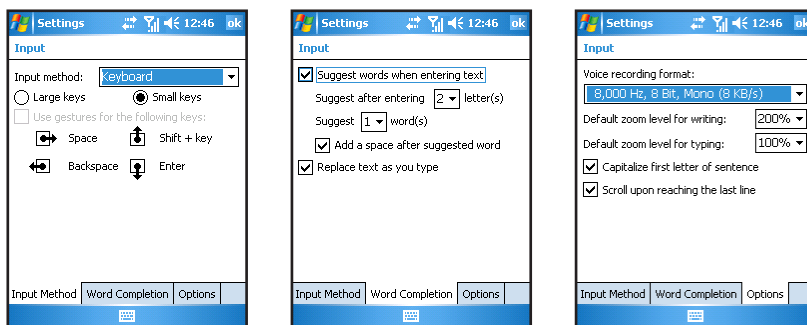 Settings 12:46 ok
Input
Input method: Keyboard
Large keys Small keys
Use gestures for the following keys:
Space Shift + key
Backspace Enter
Input Method Word Completion Options
Settings 12:46 ok
Input
Suggest words when entering text
Suggest after entering 2 letter(s)
Suggest 1 word(s)
Add a space after suggested word
Replace text as you type
Input Method Word Completion Options
Settings 12:46 ok
Input
Voice recording format:
8,000 Hz, 8 Bit, Mono (8 KB/s)
Default zoom level for writing: 200%
Default zoom level for typing: 100%
Capitalize first letter of sentence
Scroll upon reaching the last line
Input Method Word Completion Options